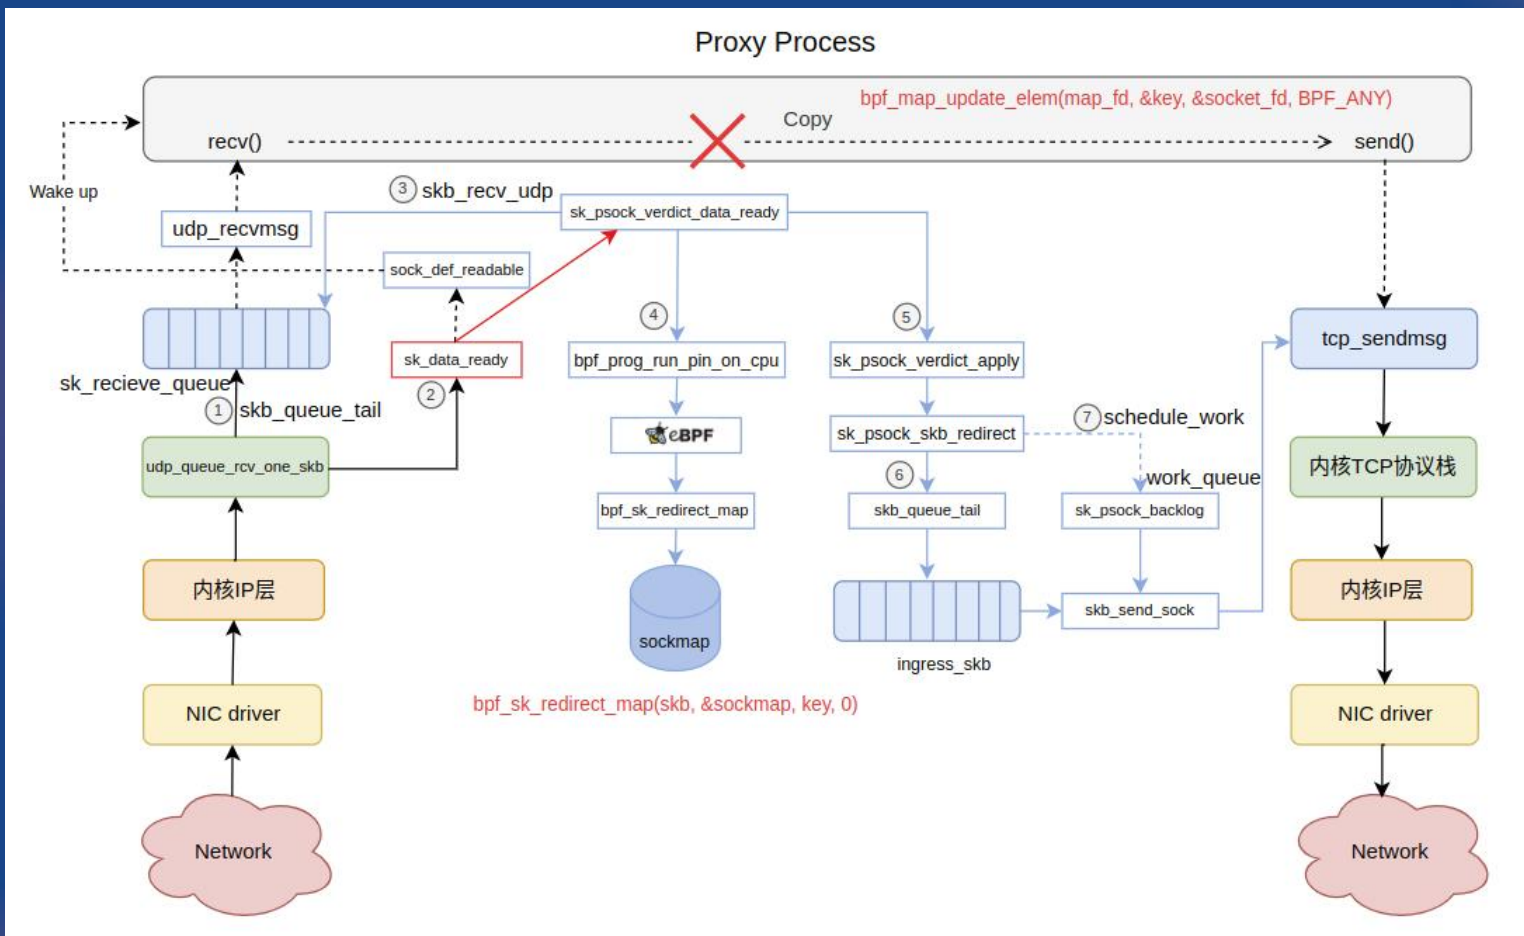 Proxy Process
bpf_map_update_elem(map_fd, &key, &socket_fd, BPF_ANY)
Copy
recv()
send()
Wake up
3 skb_recv_udp
sk_psock_verdict_data_ready
udp_recvmsg
sock_def_readable
4
5
sk_data_ready
2
bpf_prog_run_pin_on_cpu
sk_psock_verdict_apply
tcp_sendmsg
sk_recieve_queue
1 skb_queue_tail
eBPF
sk_psock_skb_redirect
7 schedule_work
udp_queue_rcv_one_skb
内核TCP协议栈
6
work_queue
bpf_sk_redirect_map
skb_queue_tail
sk_psock_backlog
内核IP层
内核IP层
sockmap
skb_send_sock
ingress_skb
bpf_sk_redirect_map(skb, &sockmap, key, 0)
NIC driver
NIC driver
Network
Network